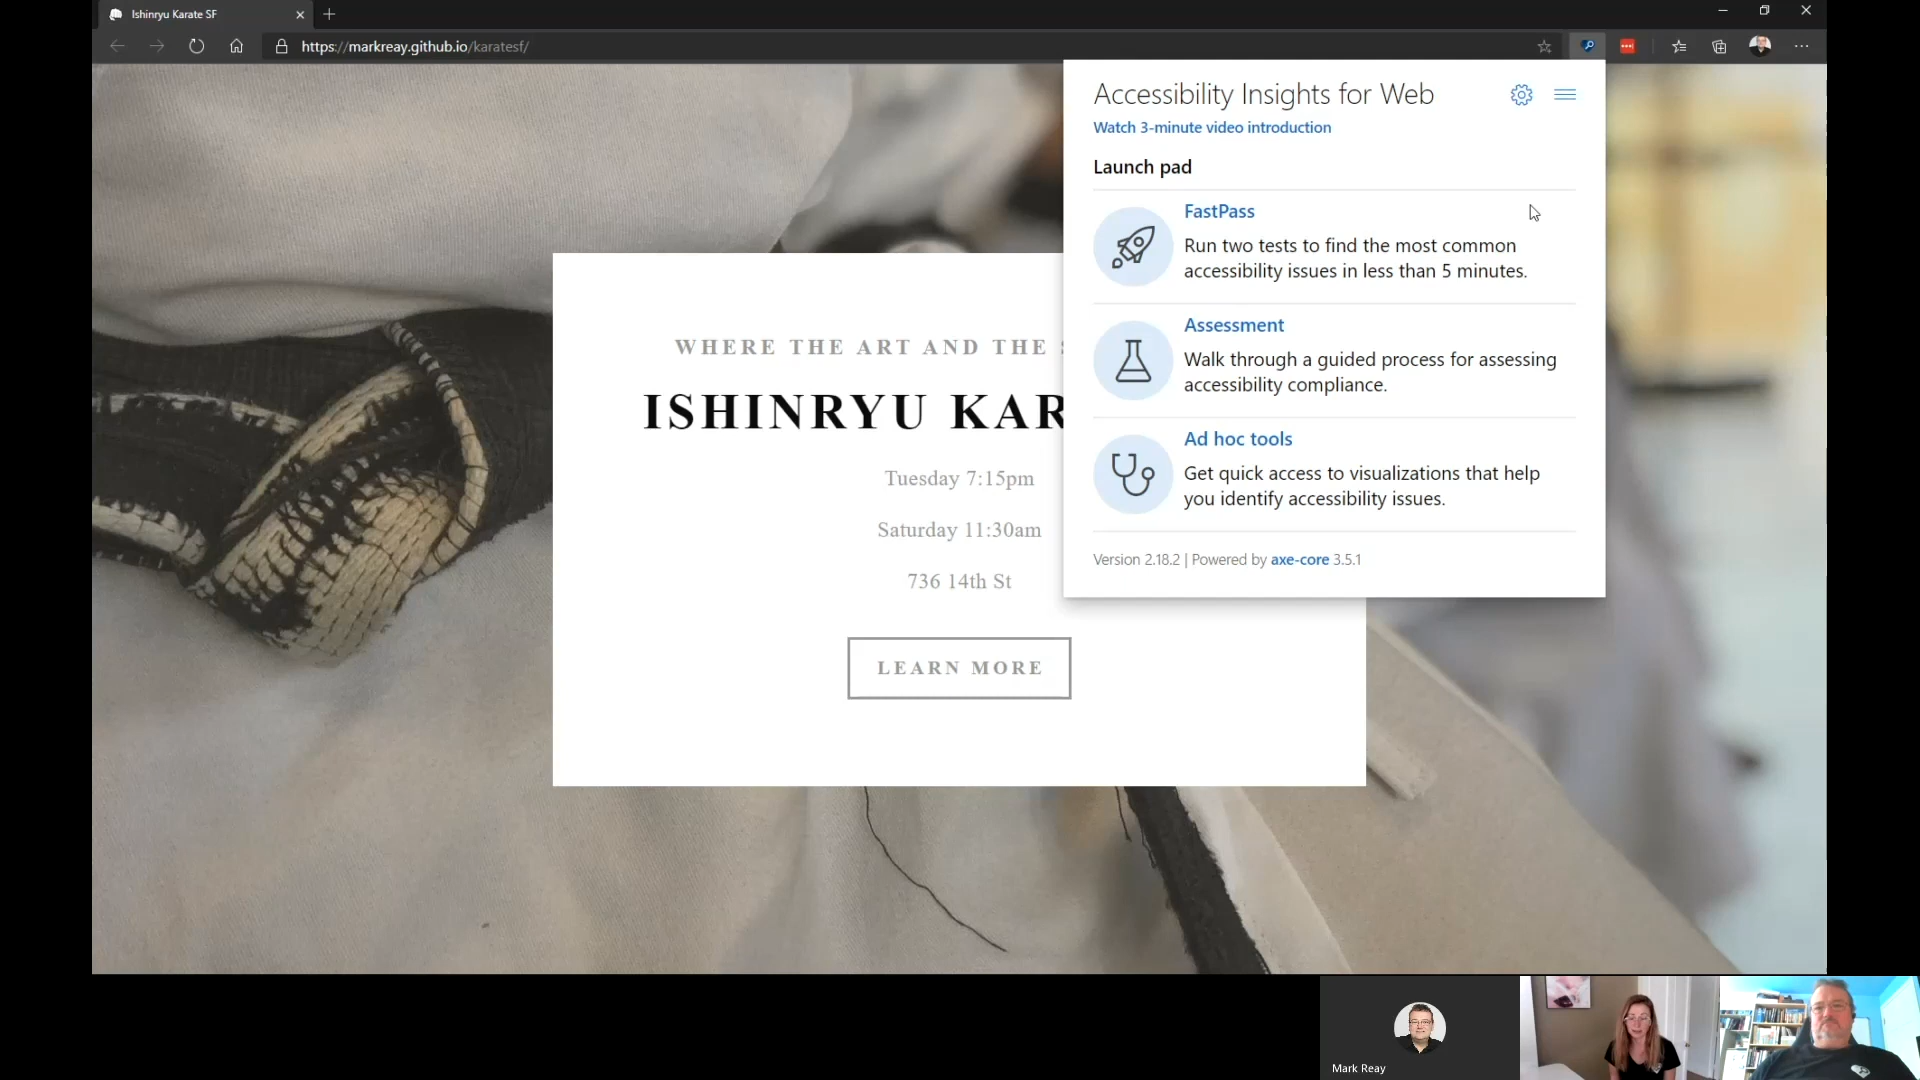 Ishinryu Karate SF
https://markreay.github.io/karatesf/
Accessibility Insights for Web
Watch 3-minute video introduction
Launch pad
FastPass
Run two tests to find the most common
accessibility issues in less than 5 minutes.
Assessment
Walk through a guided process for assessing
accessibility compliance.
Ad hoc tools
Get quick access to visualizations that help
you identify accessibility issues.
Version 2.18.2 | Powered by axe-core 3.5.1
WHERE THE ART AND THE
ISHINRYU KAR
Tuesday 7:15pm
Saturday 11:30am
736 14th St
LEARN MORE
Mark Reay